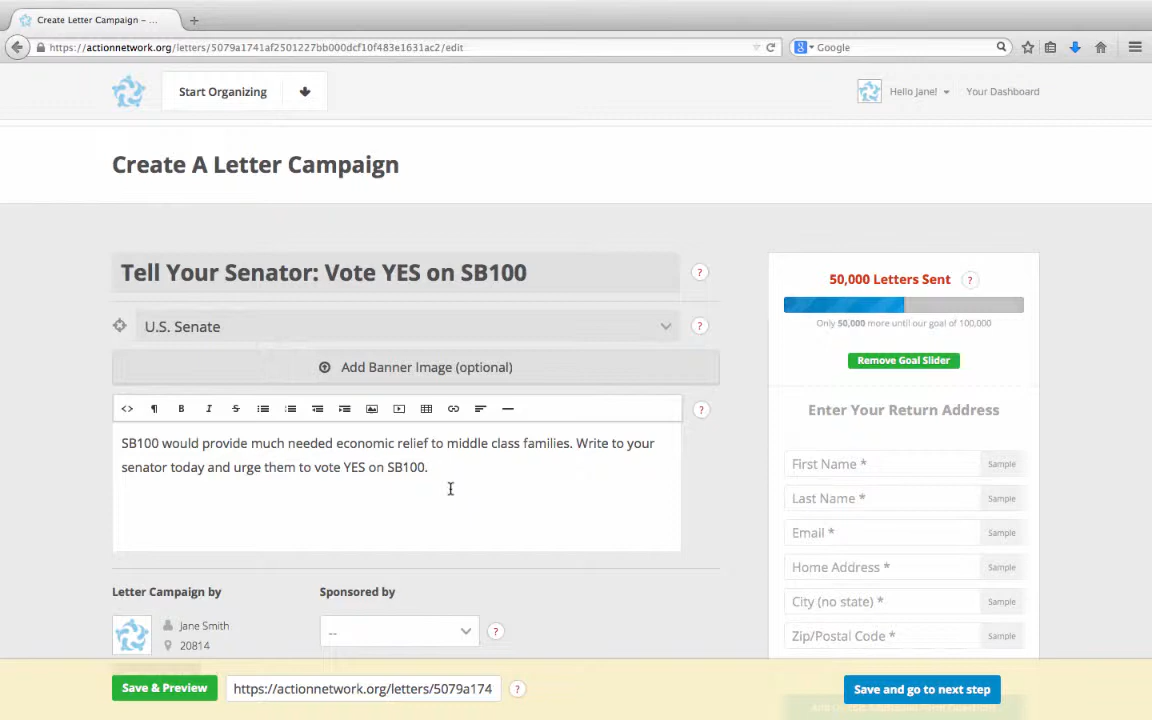 Create Letter Campaign – ...
https://actionnetwork.org/letters/5079a1741af2501227bb000dcf10f483e1631ac2/edit
Google
Start Organizing
Hello Jane!
Your Dashboard
Create A Letter Campaign
Tell Your Senator: Vote YES on SB100
?
U.S. Senate
?
Add Banner Image (optional)
?
SB100 would provide much needed economic relief to middle class families. Write to your
senator today and urge them to vote YES on SB100.
Letter Campaign by
Jane Smith
20814
Sponsored by
--
?
50,000 Letters Sent
?
Only 50,000 more until our goal of 100,000
Remove Goal Slider
Enter Your Return Address
First Name *
Sample
Last Name *
Sample
Email *
Sample
Home Address *
Sample
City (no state) *
Sample
Zip/Postal Code *
Sample
Save & Preview
https://actionnetwork.org/letters/5079a174
?
Save and go to next step